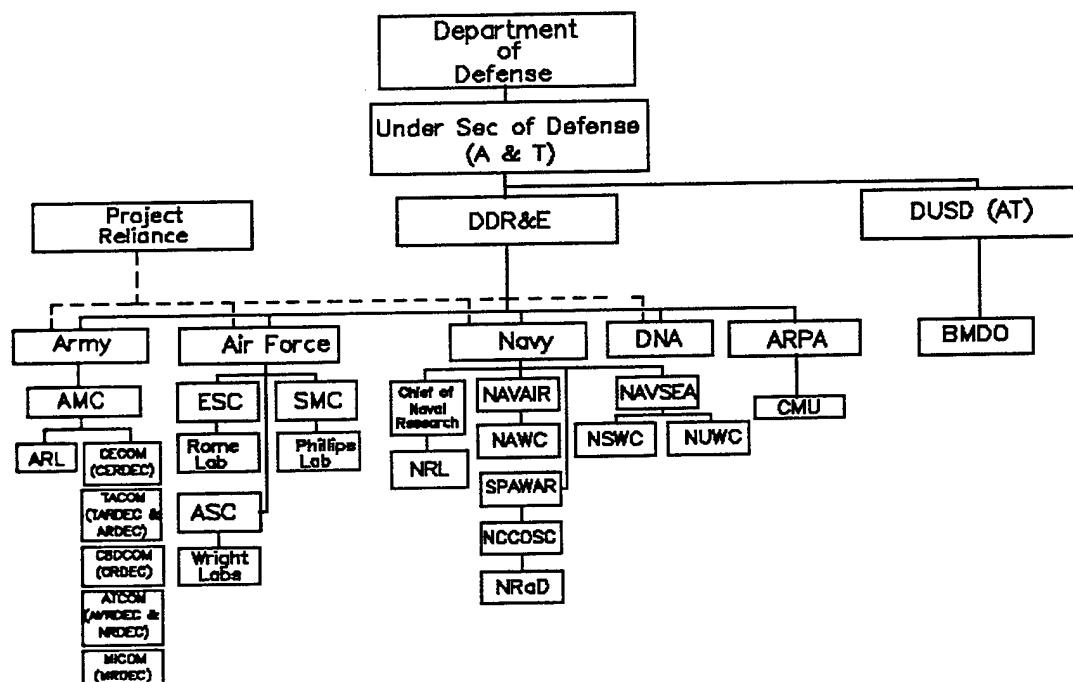 Department
of
Defense
Under Sec of Defense
(A & T)
Project
Reliance
DDR&E
DUSD (AT)
Army
Air Force
Navy
DNA
ARPA
BMDO
AMC
ESC
SMC
Chief of
Naval
Research
NAVAIR
NAVSEA
CMU
ARL
CECOM
(CERDEC)
Rome
Lab
Phillips
Lab
NRL
NAWC
NSWC
NUWC
TACOM
(TARDEC &
ARDEC)
ASC
SPAWAR
CBDCOM
(CRDEC)
Wright
Labs
NCCOSC
ATCOM
(AVRDEC &
NRDEC)
NRaD
MICOM
(MRDEC)